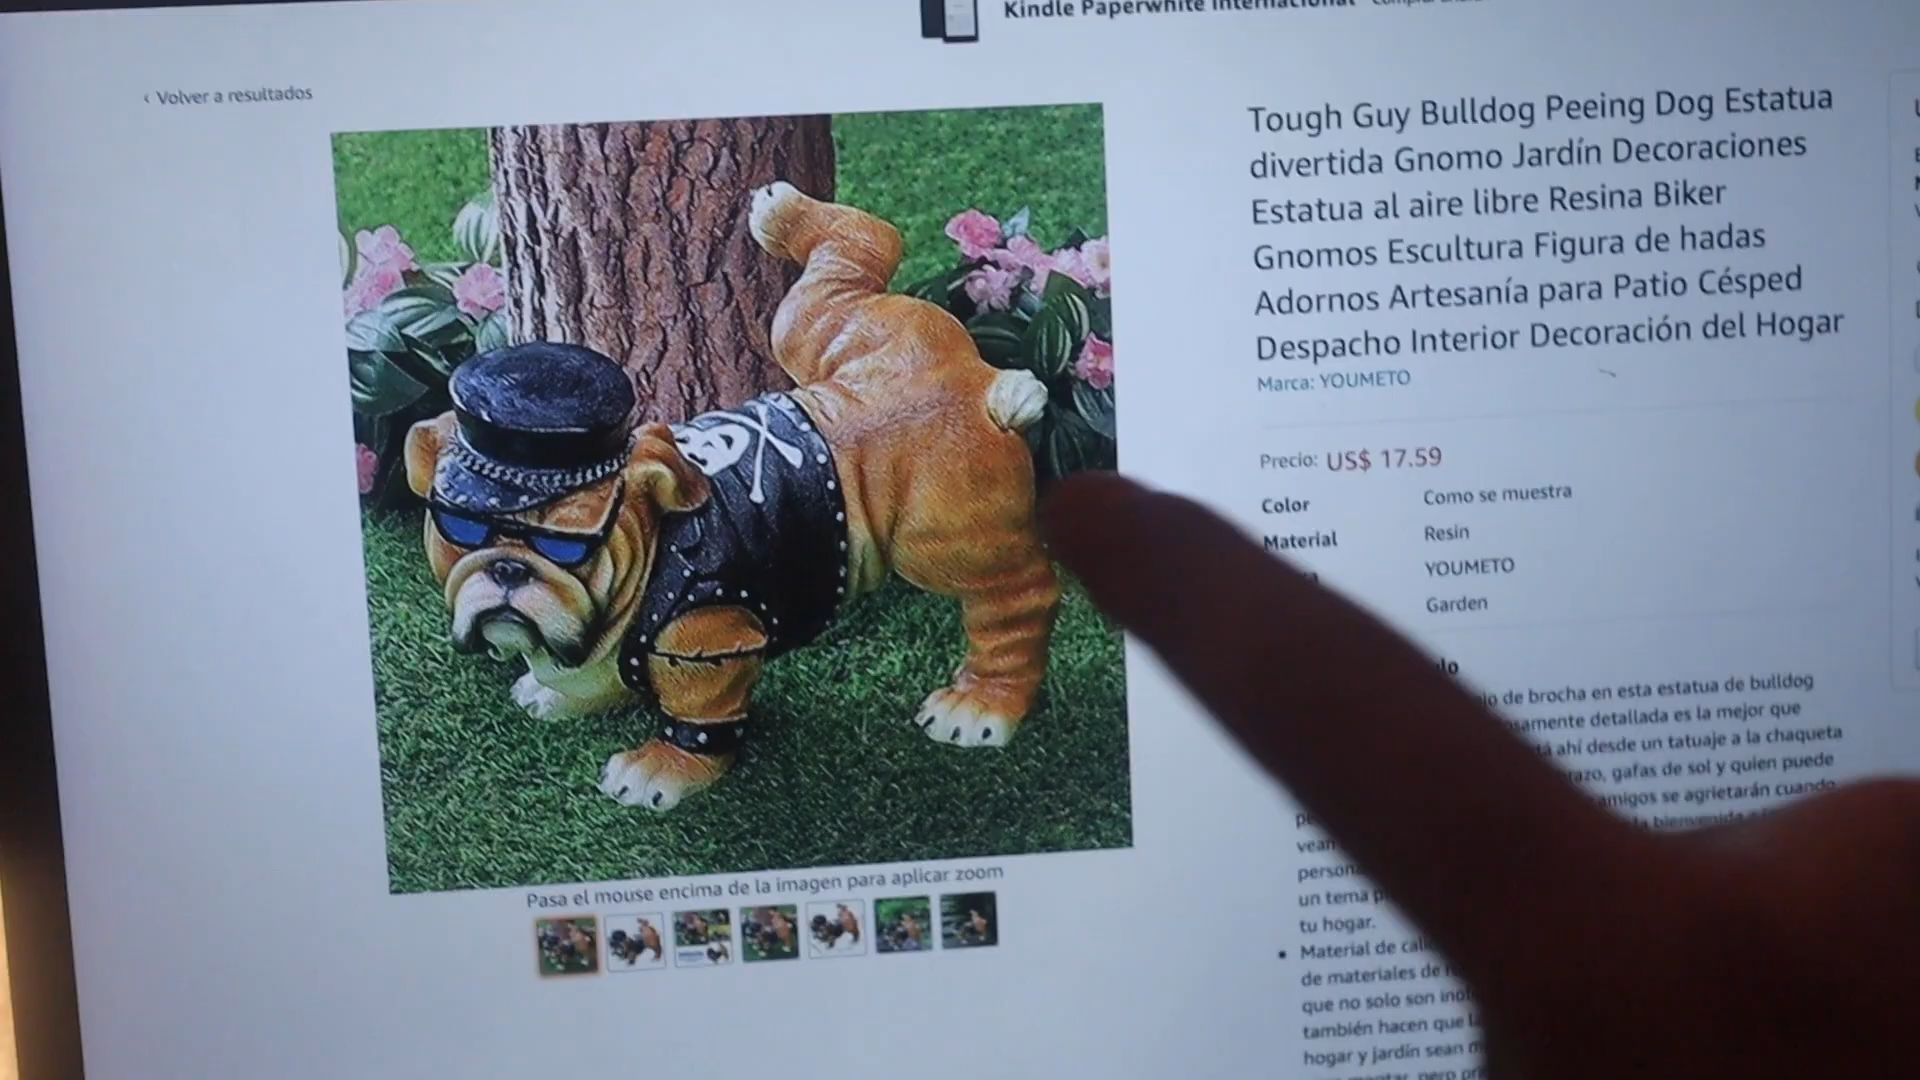 Kindle Paperwhite Internacional
‹ Volver a resultados
Tough Guy Bulldog Peeing Dog Estatua
divertida Gnomo Jardín Decoraciones
Estatua al aire libre Resina Biker
Gnomos Escultura Figura de hadas
Adornos Artesanía para Patio Césped
Despacho Interior Decoración del Hogar
Marca: YOUMETO
Precio: US$ 17.59
Color Como se muestra
Material Resin
YOUMETO
Garden
de brocha en esta estatua de bulldog
detallada es la mejor que
ahí desde un tatuaje a la chaqueta
gafas de sol y quien puede
amigos se agrietarán cuando
bienvenida
vean
un tema
tu hogar.
Material de
de materiales de
que no solo son
también hacen que
hogar y jardín sean
Pasa el mouse encima de la imagen para aplicar zoom